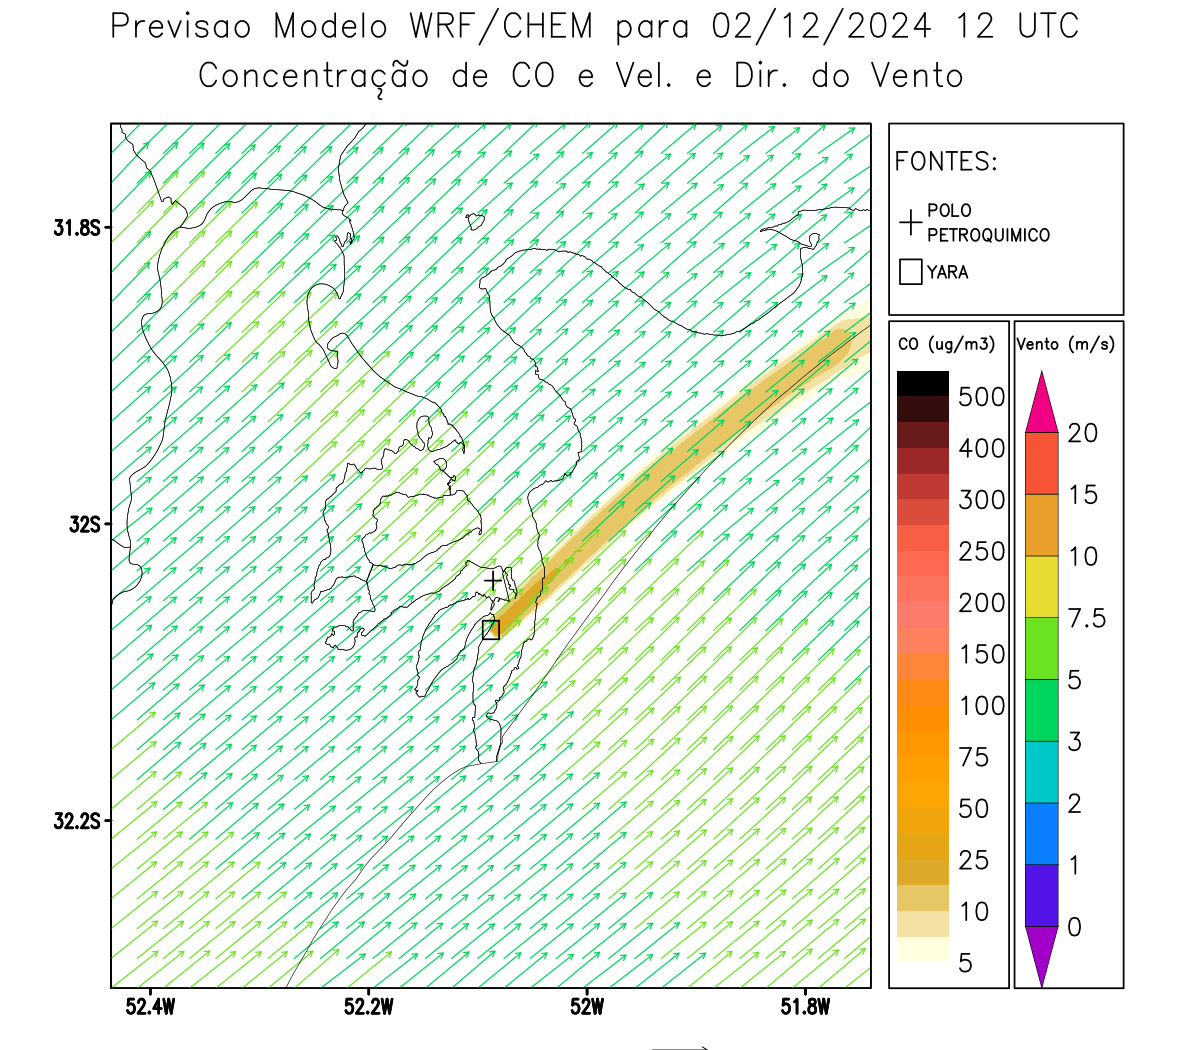 Previsao Modelo WRF/CHEM para 02/12/2024 12 UTC
Concentração de CO e Vel. e Dir. do Vento
FONTES:
POLO
PETROQUIMICO
YARA
31.8S
32S
32.2S
52.4W
52.2W
52W
51.8W
CO (ug/m3)
500
400
300
250
200
150
100
75
50
25
10
5
Vento (m/s)
20
15
10
7.5
5
3
2
1
0